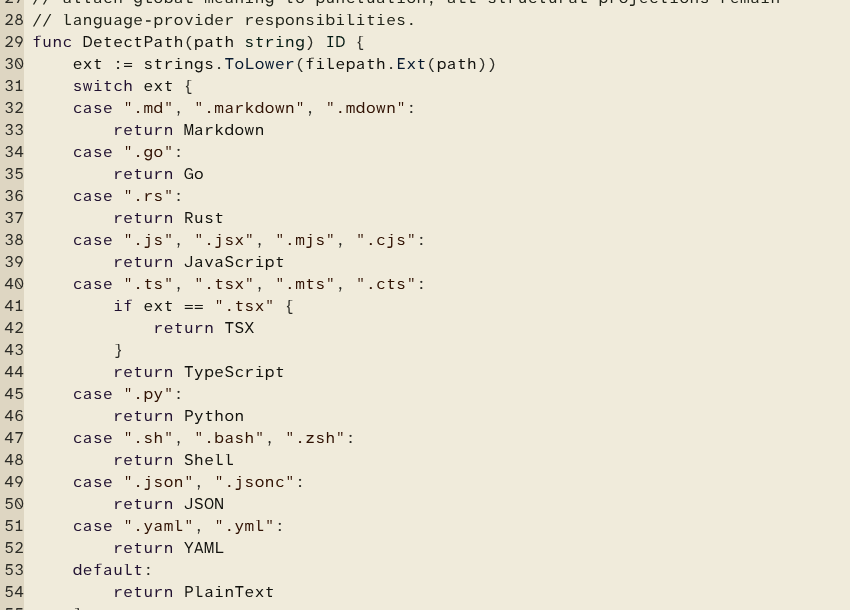 28 // language-provider responsibilities.
29 func DetectPath(path string) ID {
30     ext := strings.ToLower(filepath.Ext(path))
31     switch ext {
32     case ".md", ".markdown", ".mdown":
33         return Markdown
34     case ".go":
35         return Go
36     case ".rs":
37         return Rust
38     case ".js", ".jsx", ".mjs", ".cjs":
39         return JavaScript
40     case ".ts", ".tsx", ".mts", ".cts":
41         if ext == ".tsx" {
42             return TSX
43         }
44         return TypeScript
45     case ".py":
46         return Python
47     case ".sh", ".bash", ".zsh":
48         return Shell
49     case ".json", ".jsonc":
50         return JSON
51     case ".yaml", ".yml":
52         return YAML
53     default:
54         return PlainText